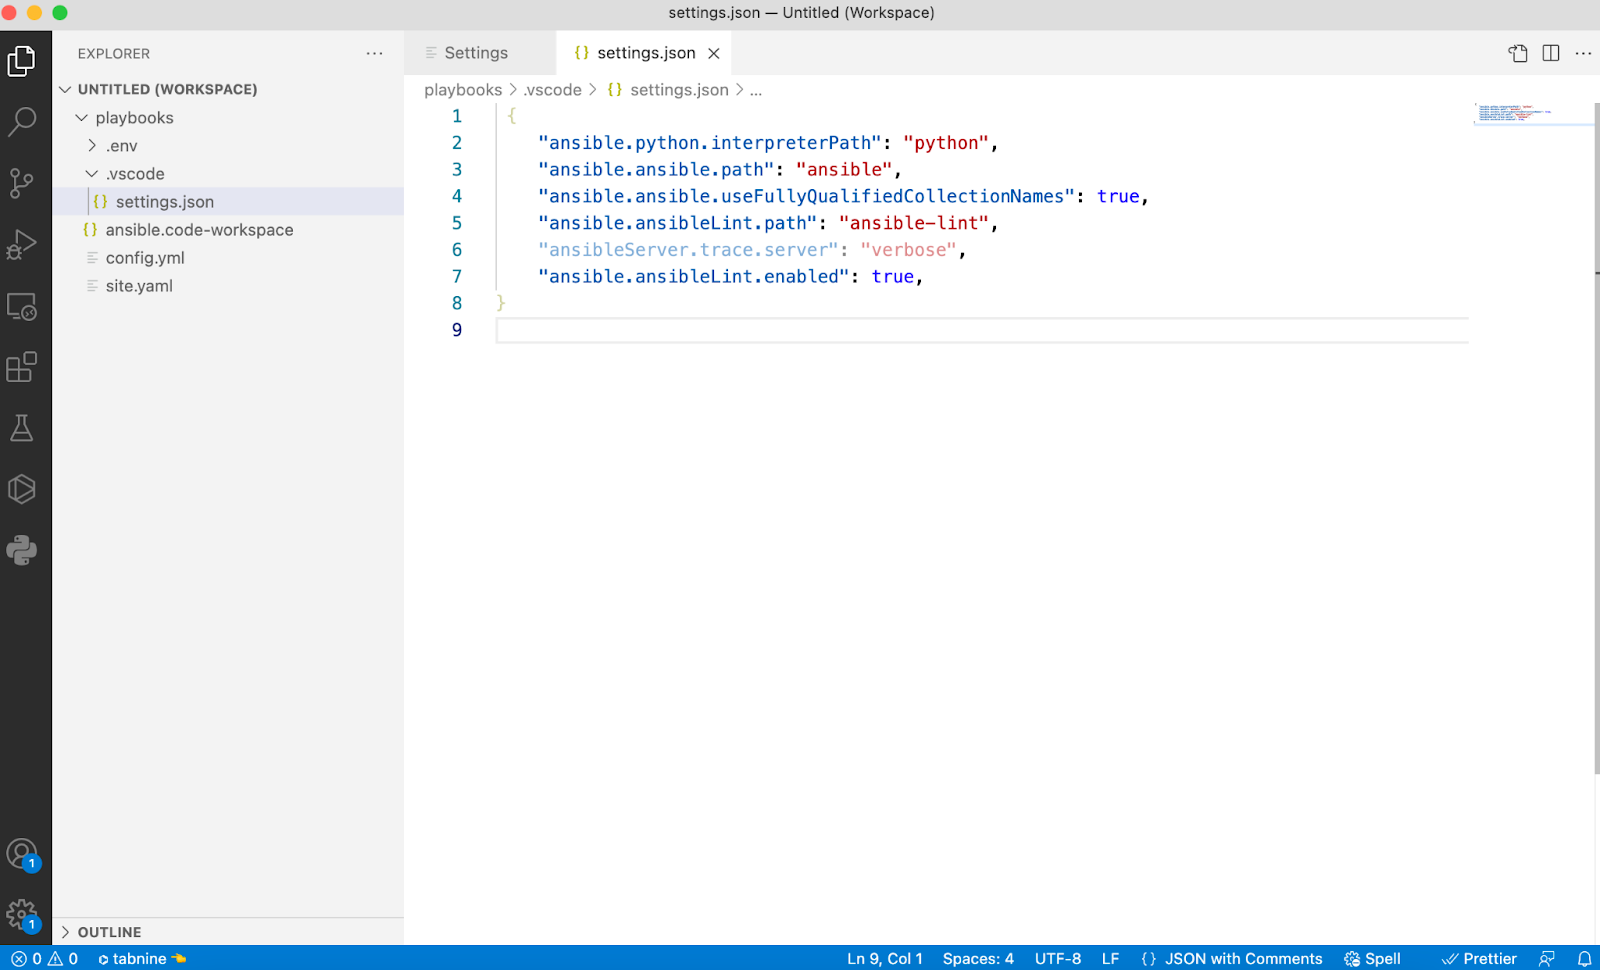 settings.json — Untitled (Workspace)
EXPLORER
UNTITLED (WORKSPACE)
playbooks
.env
.vscode
{} settings.json
{} ansible.code-workspace
config.yml
site.yaml
OUTLINE
Settings
{} settings.json
playbooks > .vscode > {} settings.json > ...
1 {
2 "ansible.python.interpreterPath": "python",
3 "ansible.ansible.path": "ansible",
4 "ansible.ansible.useFullyQualifiedCollectionNames": true,
5 "ansible.ansibleLint.path": "ansible-lint",
6 "ansibleServer.trace.server": "verbose",
7 "ansible.ansibleLint.enabled": true,
8 }
9
1
1
0 0 tabnine Ln 9, Col 1 Spaces: 4 UTF-8 LF {} JSON with Comments Spell Prettier